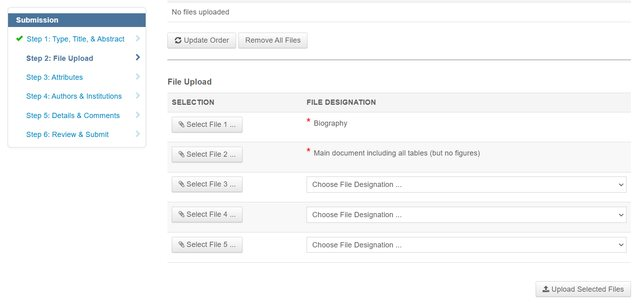 Submission
Step 1: Type, Title, & Abstract
Step 2: File Upload
Step 3: Attributes
Step 4: Authors & Institutions
Step 5: Details & Comments
Step 6: Review & Submit
No files uploaded
Update Order Remove All Files
File Upload
SELECTION FILE DESIGNATION
Select File 1 ... * Biography
Select File 2 ... * Main document including all tables (but no figures)
Select File 3 ... Choose File Designation ...
Select File 4 ... Choose File Designation ...
Select File 5 ... Choose File Designation ...
Upload Selected Files